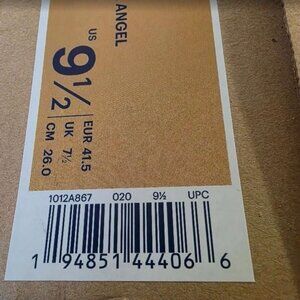 ANGEL
US
9½
EUR 41.5
UK 7½
CM 26.0
1012A867 020 9½ UPC
1 94851 44406 6